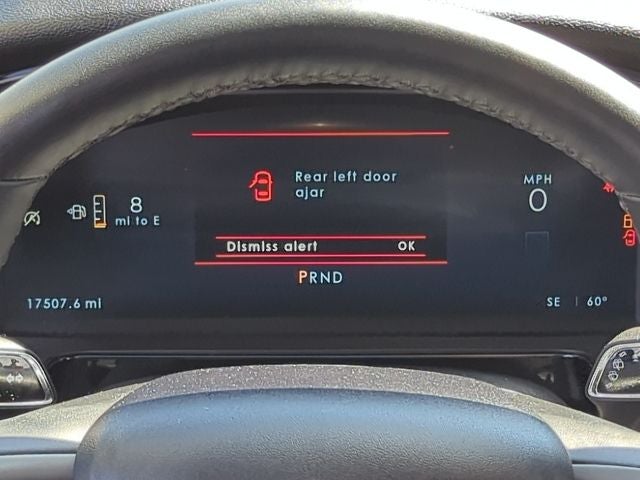 Rear left door
ajar
MPH
0
8
mi to E
Dismiss alert OK
PRND
17507.6 mi
SE 60°